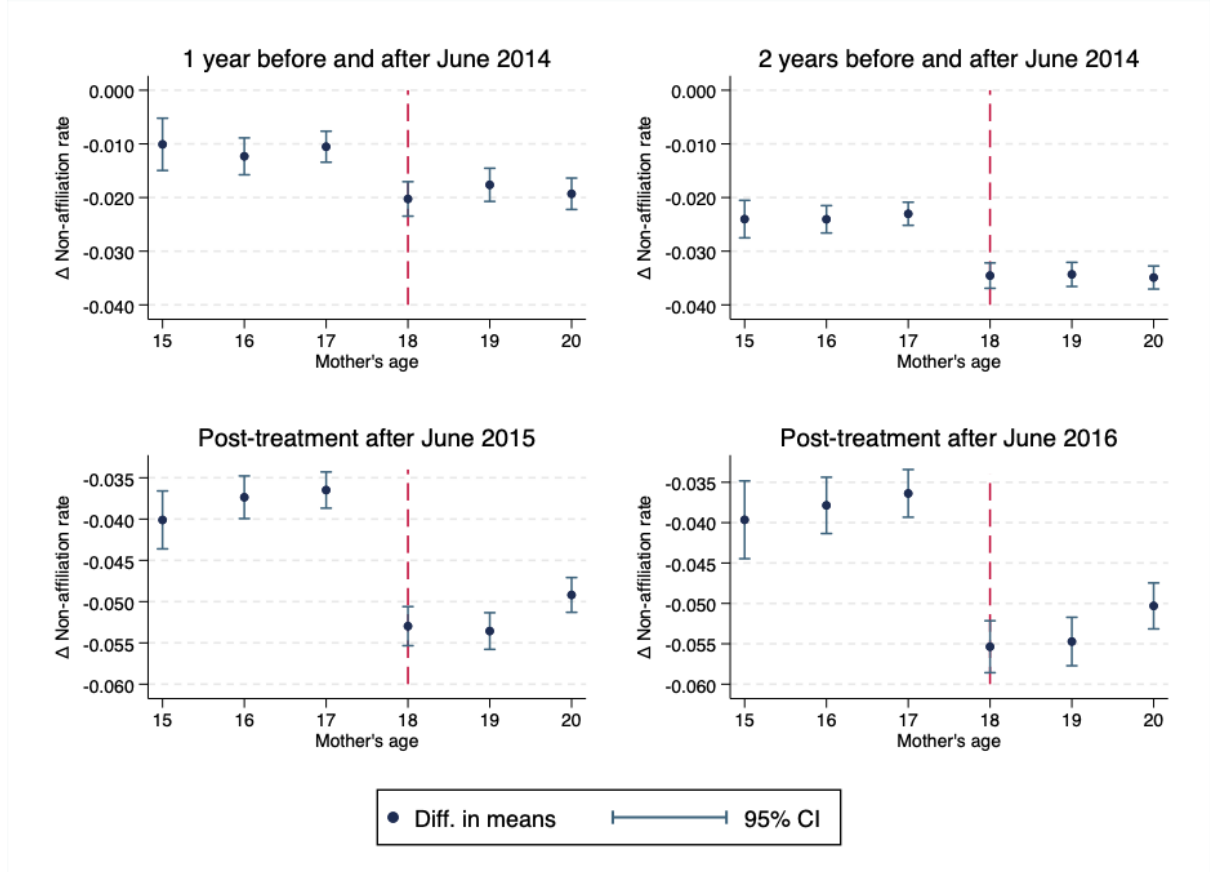 1 year before and after June 2014
0.000
-0.010
-0.020
-0.030
-0.040
Δ Non-affiliation rate
15 16 17 18 19 20
Mother's age
2 years before and after June 2014
0.000
-0.010
-0.020
-0.030
-0.040
Δ Non-affiliation rate
15 16 17 18 19 20
Mother's age
Post-treatment after June 2015
-0.035
-0.040
-0.045
-0.050
-0.055
-0.060
Δ Non-affiliation rate
15 16 17 18 19 20
Mother's age
Post-treatment after June 2016
-0.035
-0.040
-0.045
-0.050
-0.055
-0.060
Δ Non-affiliation rate
15 16 17 18 19 20
Mother's age
Diff. in means 95% CI